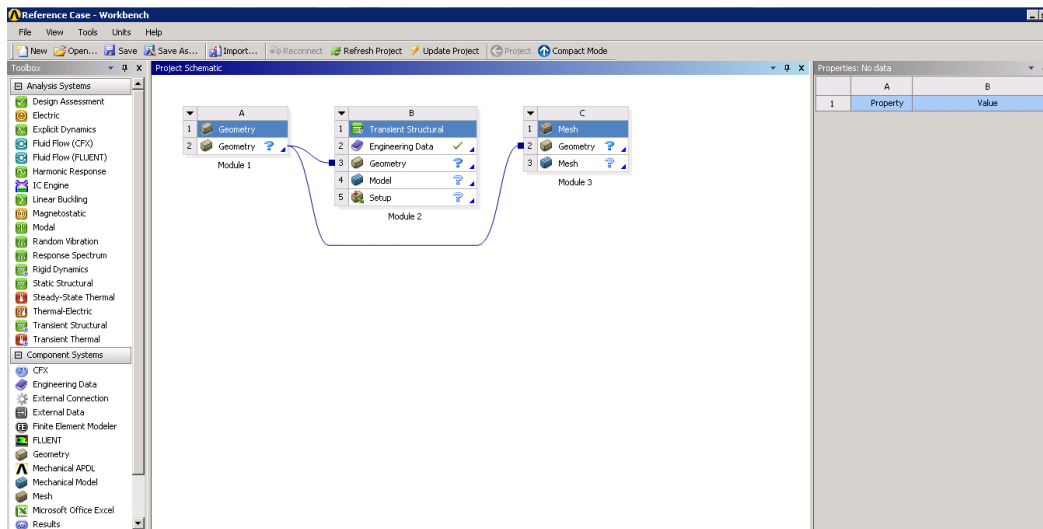 Reference Case - Workbench
File View Tools Units Help
New Open... Save Save As... Import... Reconnect Refresh Project Update Project Project Compact Mode
Toolbox
Analysis Systems
Design Assessment
Electric
Explicit Dynamics
Fluid Flow (CFX)
Fluid Flow (FLUENT)
Harmonic Response
IC Engine
Linear Buckling
Magnetostatic
Modal
Random Vibration
Response Spectrum
Rigid Dynamics
Static Structural
Steady-State Thermal
Thermal-Electric
Transient Structural
Transient Thermal
Component Systems
CFX
Engineering Data
External Connection
External Data
Finite Element Modeler
FLUENT
Geometry
Mechanical APDL
Mechanical Model
Mesh
Microsoft Office Excel
Results
Project Schematic
A
1 Geometry
2 Geometry ?
Module 1
B
1 Transient Structural
2 Engineering Data ✓
3 Geometry ?
4 Model ?
5 Setup ?
Module 2
C
1 Mesh
2 Geometry ?
3 Mesh ?
Module 3
Properties: No data
A B
1 Property Value